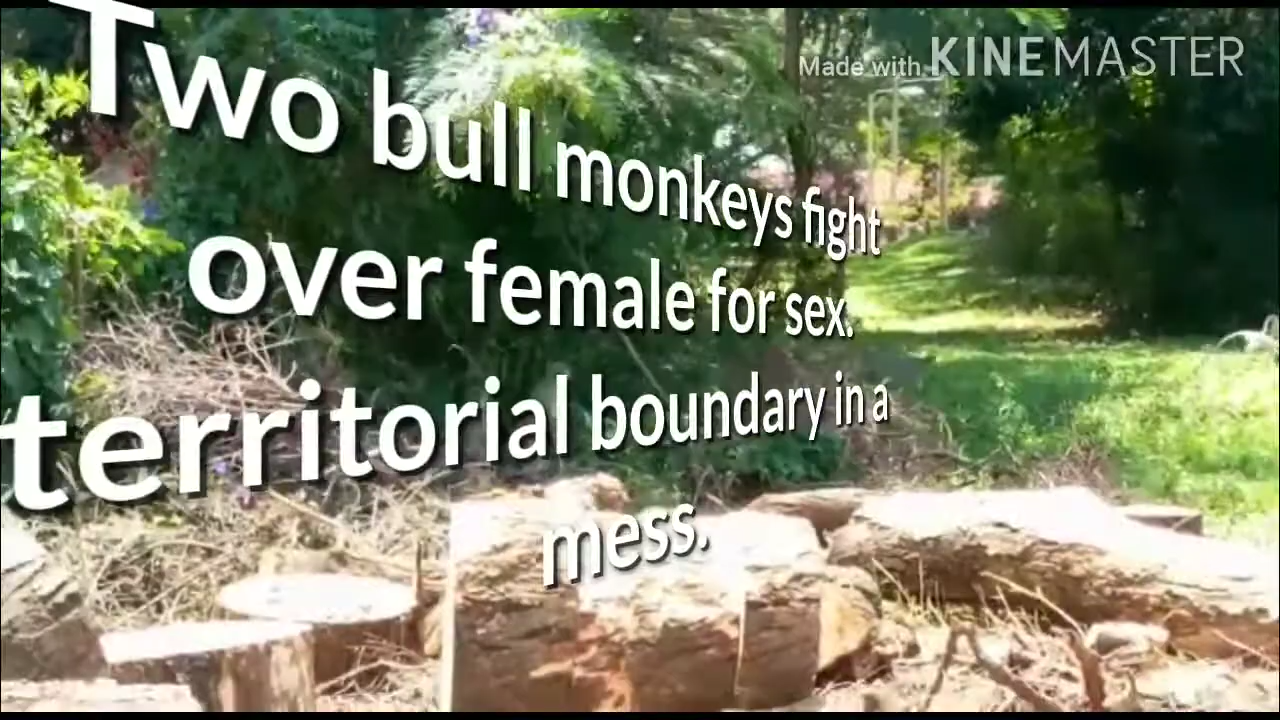 Made with KINEMASTER
Two bull monkeys fight
over female for sex.
territorial boundary in a
mess.